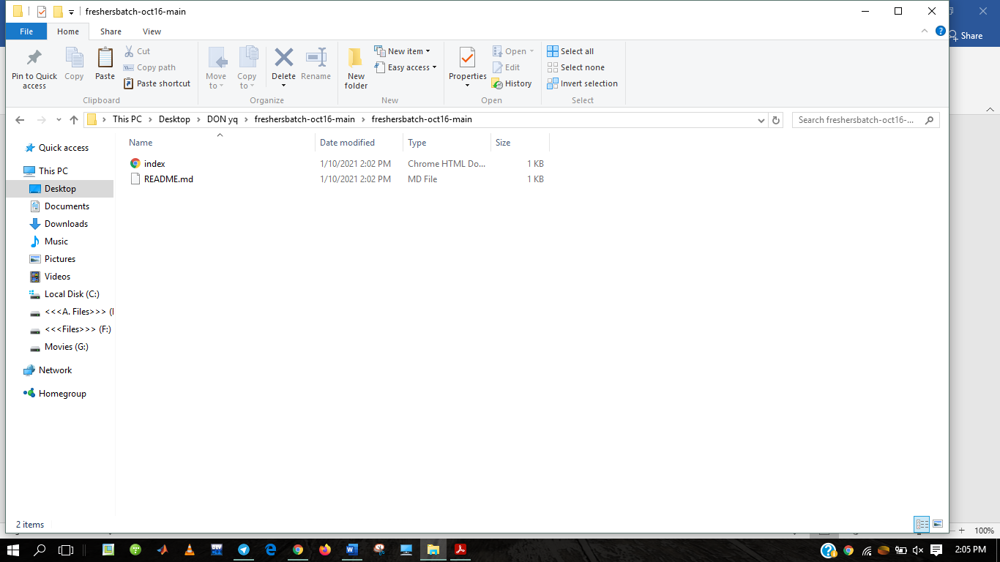 freshersbatch-oct16-main
File Home Share View
Share
Pin to Quick access
Copy
Paste
Cut
Copy path
Paste shortcut
Move to
Copy to
Delete
Rename
New folder
New item
Easy access
Properties
Open
Edit
History
Select all
Select none
Invert selection
Clipboard Organize New Open Select
This PC Desktop DON yq freshersbatch-oct16-main freshersbatch-oct16-main
Search freshersbatch-oct16-...
Name Date modified Type Size
index 1/10/2021 2:02 PM Chrome HTML Do... 1 KB
README.md 1/10/2021 2:02 PM MD File 1 KB
Quick access
This PC
Desktop
Documents
Downloads
Music
Pictures
Videos
Local Disk (C:)
<<<A. Files>>> (
<<<Files>>> (F:)
Movies (G:)
Network
Homegroup
2 items
100%
DEV
2:05 PM